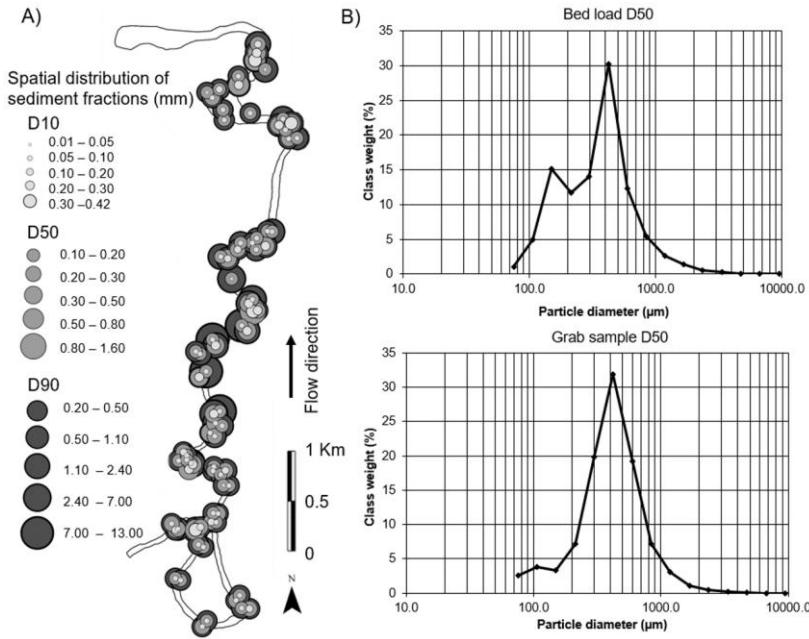 A)
Spatial distribution of
sediment fractions (mm)
D10
0.01 – 0.05
0.05 – 0.10
0.10 – 0.20
0.20 – 0.30
0.30 –0.42
D50
0.10 – 0.20
0.20 – 0.30
0.30 – 0.50
0.50 – 0.80
0.80 – 1.60
D90
0.20 – 0.50
0.50 – 1.10
1.10 – 2.40
2.40 – 7.00
7.00 – 13.00
Flow direction
1 Km
0.5
0
N
B)
Bed load D50
Class weight (%)
35
30
25
20
15
10
5
0
10.0
100.0
1000.0
10000.0
Particle diameter (µm)
Grab sample D50
Class weight (%)
35
30
25
20
15
10
5
0
10.0
100.0
1000.0
10000.0
Particle diameter (µm)